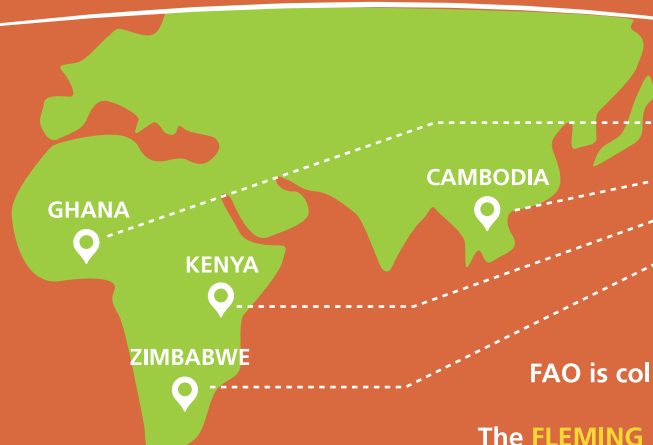 CAMBODIA
GHANA
KENYA
ZIMBABWE
FAO is col
The FLEMING